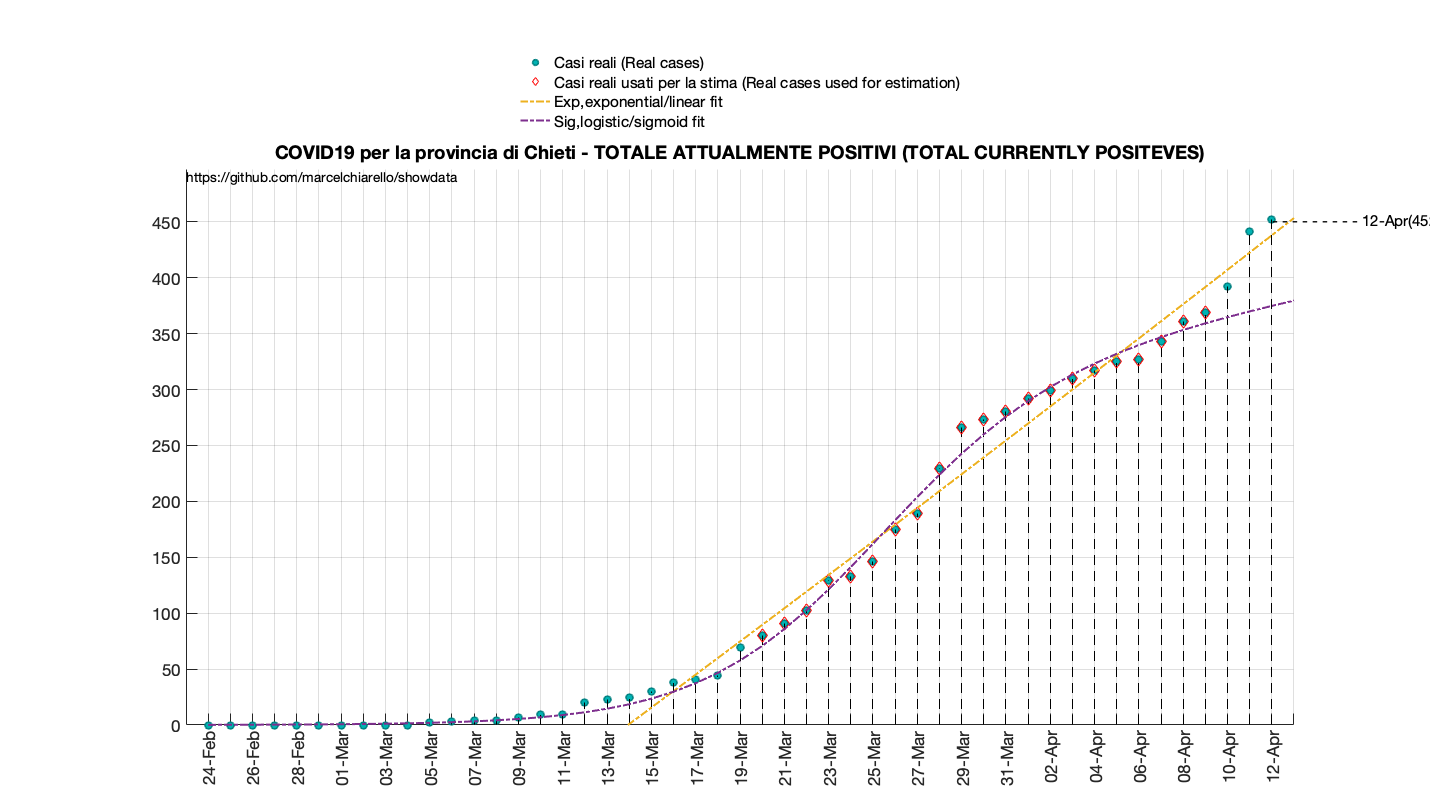 Casi reali (Real cases)
Casi reali usati per la stima (Real cases used for estimation)
Exp,exponential/linear fit
Sig,logistic/sigmoid fit
COVID19 per la provincia di Chieti - TOTALE ATTUALMENTE POSITIVI (TOTAL CURRENTLY POSITEVES)
https://github.com/marcelchiarello/showdata
450
12-Apr(45
400
350
300
250
200
150
100
50
0
24-Feb
26-Feb
28-Feb
01-Mar
03-Mar
05-Mar
07-Mar
09-Mar
11-Mar
13-Mar
15-Mar
17-Mar
19-Mar
21-Mar
23-Mar
25-Mar
27-Mar
29-Mar
31-Mar
02-Apr
04-Apr
06-Apr
08-Apr
10-Apr
12-Apr